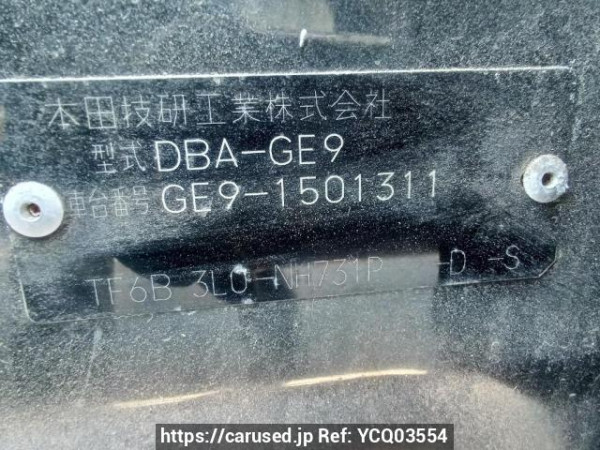 本田技研工業株式会社
型式 DBA-GE9
車台番号 GE9-1501311
TF6B 3L0-NH731P D -S
https://carused.jp Ref: YCQ03554